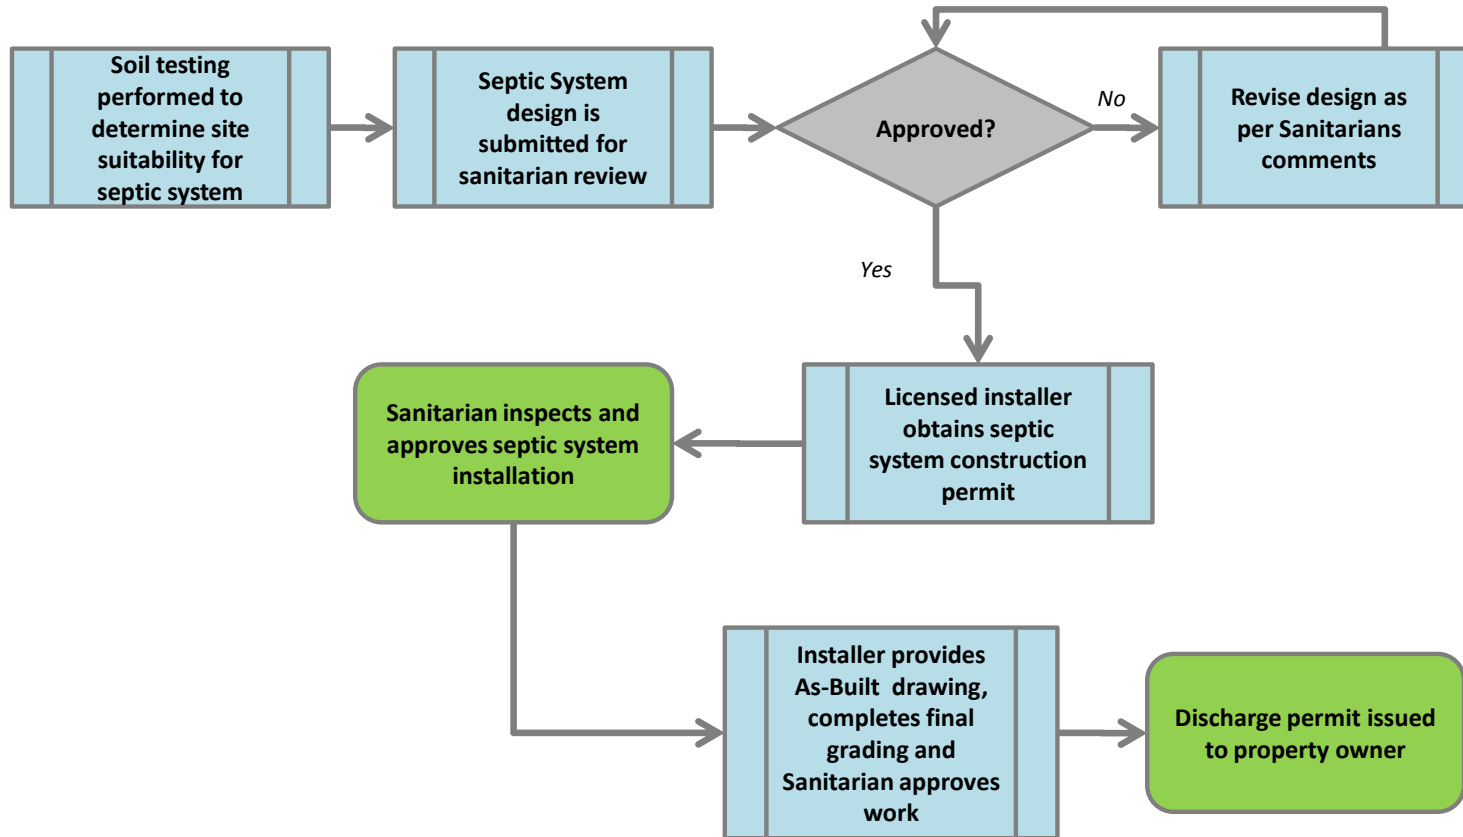 Soil testing
performed to
determine site
suitability for
septic system
Septic System
design is
submitted for
sanitarian review
Approved?
No
Revise design as
per Sanitarians
comments
Yes
Licensed installer
obtains septic
system construction
permit
Sanitarian inspects and
approves septic system
installation
Installer provides
As-Built drawing,
completes final
grading and
Sanitarian approves
work
Discharge permit issued
to property owner